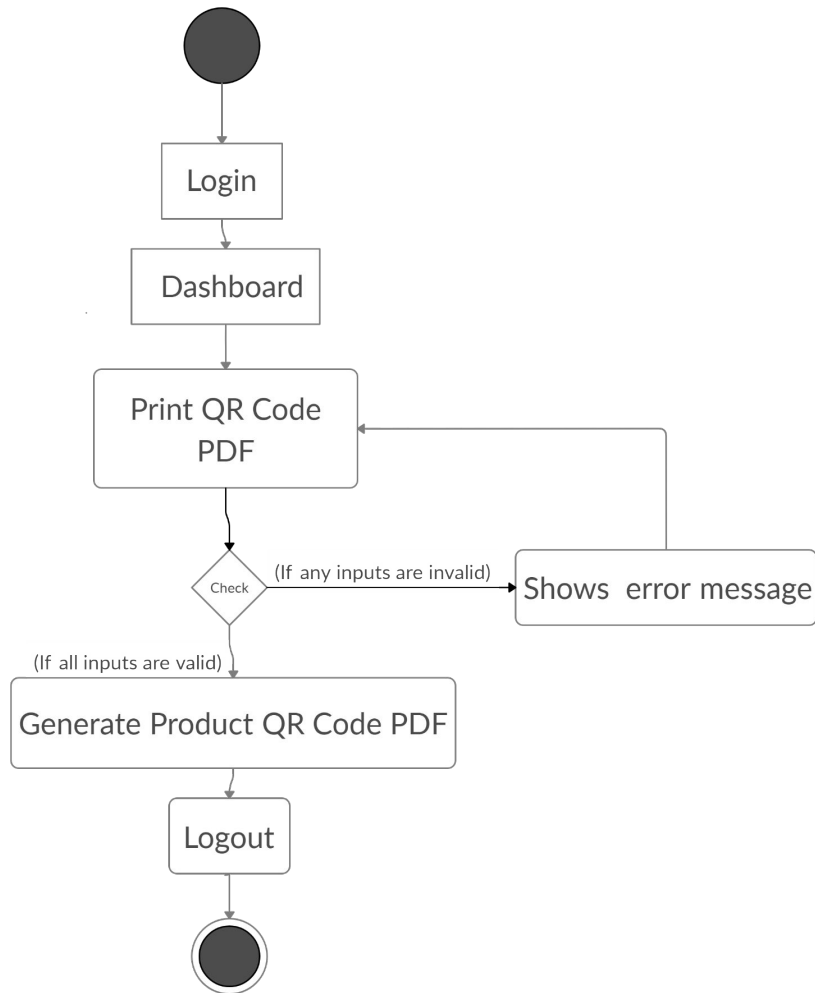 Login
Dashboard
Print QR Code
PDF
Check
(If any inputs are invalid)
Shows error message
(If all inputs are valid)
Generate Product QR Code PDF
Logout